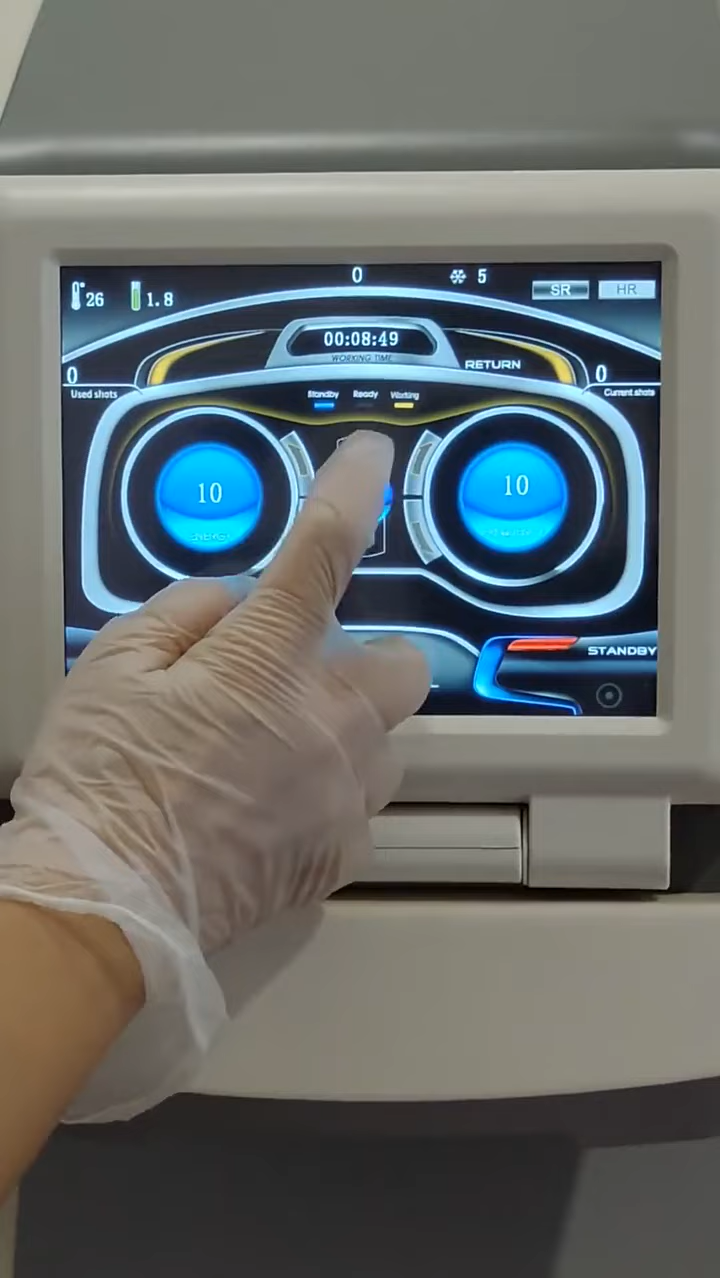 26
1.8
0
5
SR
HR
00:08:49
WORKING TIME
RETURN
0
Used shots
0
Current shots
Standby
Ready
Working
10
ENERGY
10
STANDBY